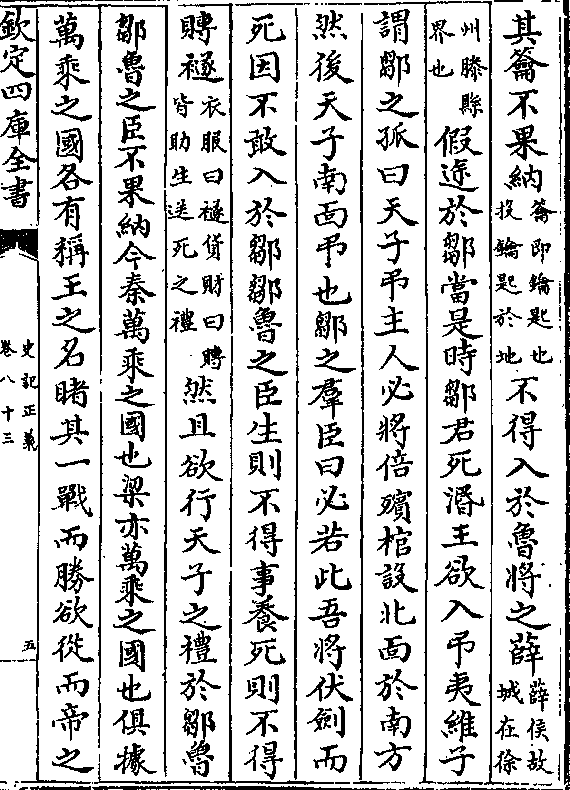 其籥不果納籥即鑰匙也投鑰匙於地不得入於魯將之薛薛侯故城在徐
州滕縣界也假途於鄒當是時鄒君死湣王欲入弔夷維子
謂鄒之孤曰天子弔主人必將倍殯棺設北面於南方
然後天子南面弔也鄒之羣臣曰必若此吾將伏劍而
死因不敢入於鄒鄒魯之臣生則不得事養死則不得
賻襚衣服曰襚貨財曰賻皆助生送死之禮然且欲行天子之禮於鄒魯
鄒魯之臣不果納今秦萬乘之國也梁亦萬乘之國也俱據
萬乘之國各有稱王之名睹其一戰而勝欲從而帝之
欽定四庫全書
史記正義
卷八十三
五